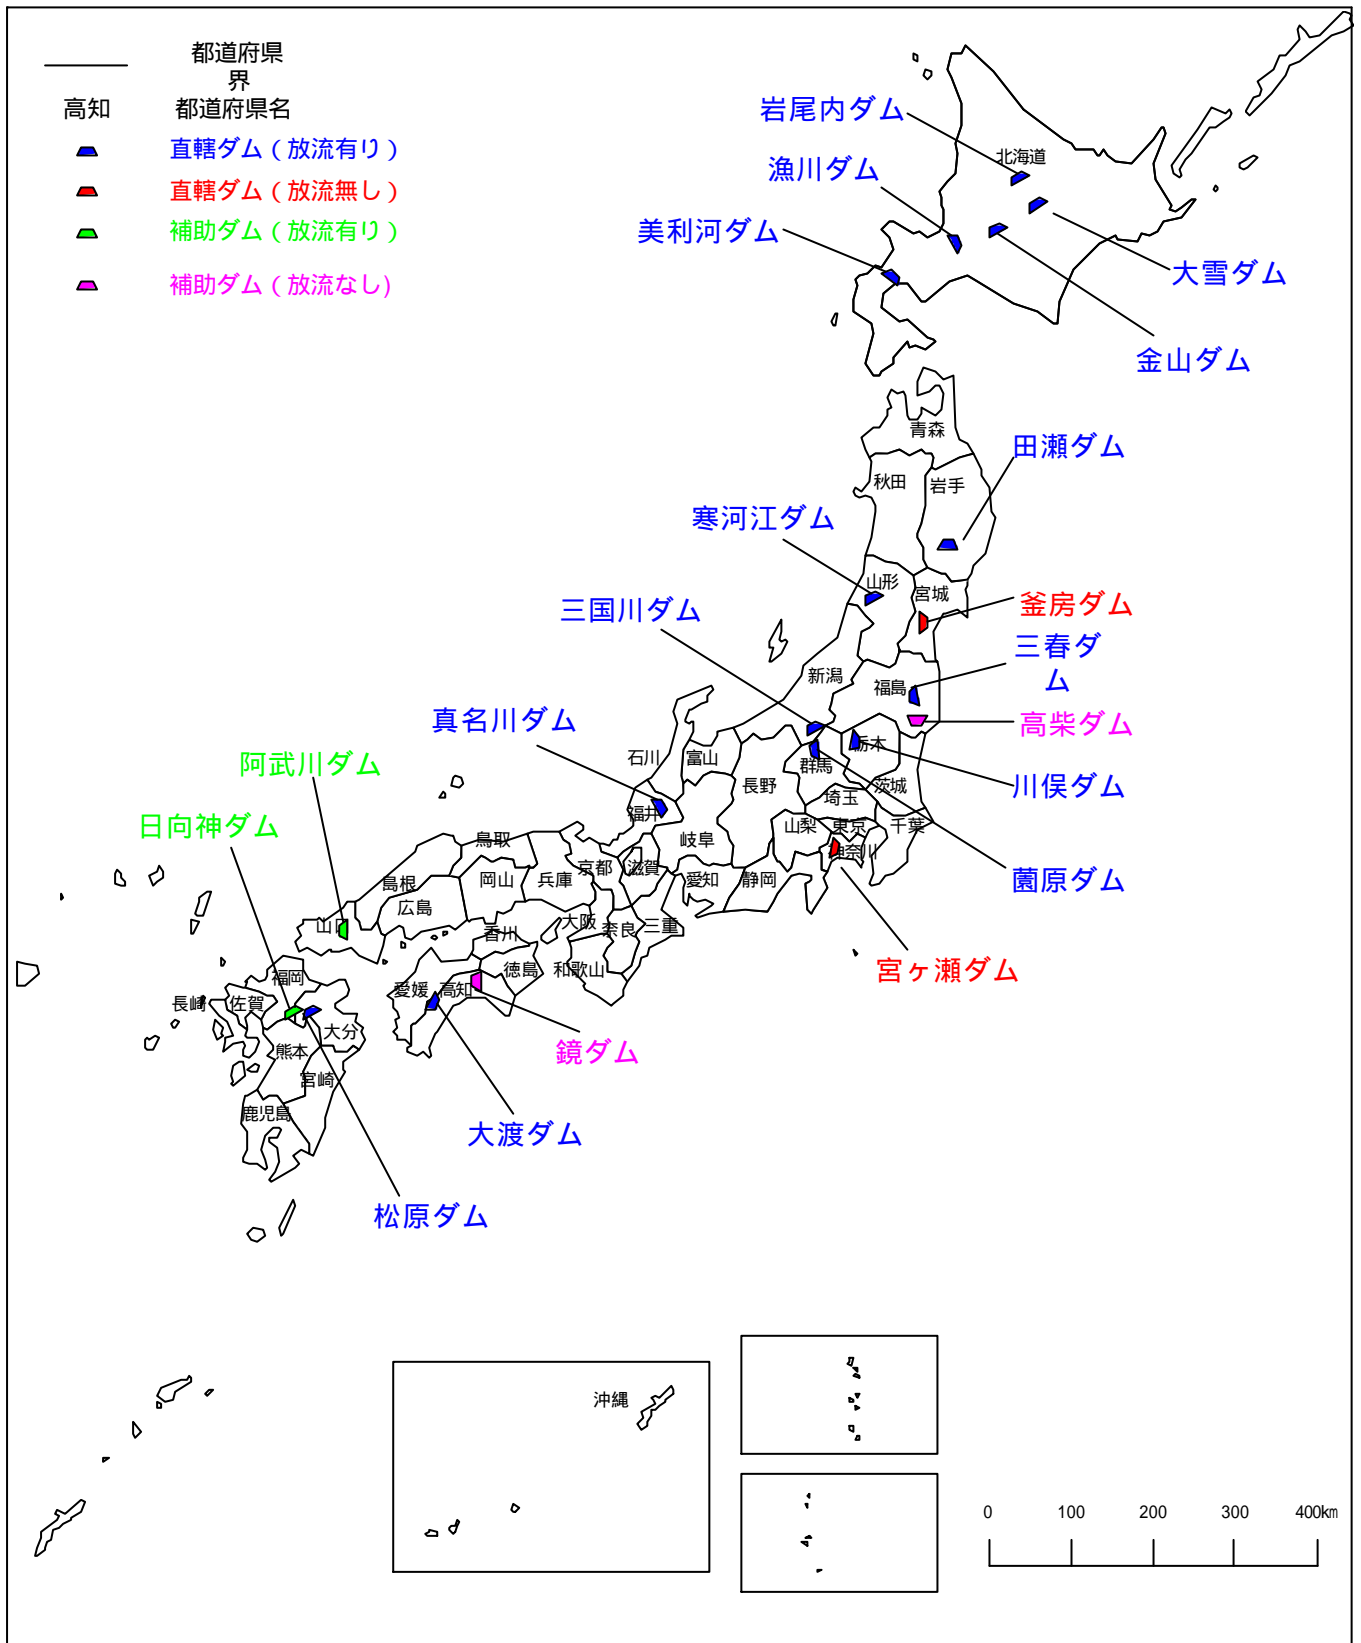 都道府県
界
高知 都道府県名
直轄ダム（放流有り）
直轄ダム（放流無し）
補助ダム（放流有り）
補助ダム（放流なし)
岩尾内ダム
北海道
漁川ダム
美利河ダム
大雪ダム
金山ダム
青森
田瀬ダム
秋田
岩手
寒河江ダム
山形
宮城
釜房ダム
三国川ダム
三春ダ
ム
新潟
福島
真名川ダム
高柴ダム
石川
富山
栃木
群馬
阿武川ダム
長野
茨城
川俣ダム
埼玉
福井
日向神ダム
山梨
東京
千葉
鳥取
岐阜
神奈川
京都
滋賀
島根
岡山
兵庫
愛知
静岡
薗原ダム
広島
大阪
奈良
三重
山口
香川
徳島
和歌山
宮ヶ瀬ダム
福岡
愛媛
高知
長崎
佐賀
大分
熊本
鏡ダム
宮崎
鹿児島
大渡ダム
松原ダム
沖縄
0 100 200 300 400km